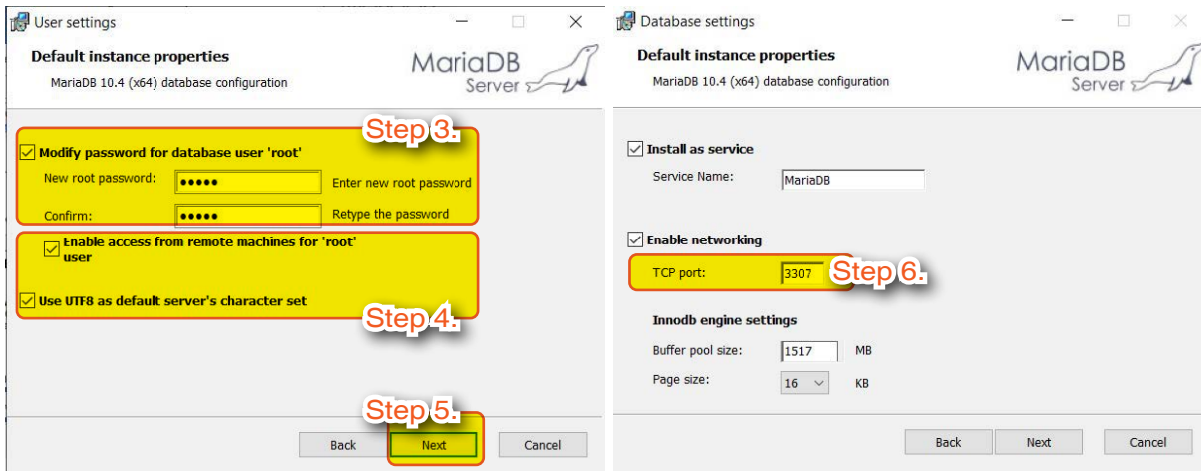 User settings
Default instance properties
MariaDB 10.4 (x64) database configuration
MariaDB
Server
Step 3.
Modify password for database user 'root'
New root password: ●●●●● Enter new root password
Confirm: ●●●●● Retype the password
Enable access from remote machines for 'root'
user
Use UTF8 as default server's character set
Step 4.
Step 5.
Back Next Cancel
Database settings
Default instance properties
MariaDB 10.4 (x64) database configuration
MariaDB
Server
Install as service
Service Name: MariaDB
Enable networking
TCP port: 3307 Step 6.
Innodb engine settings
Buffer pool size: 1517 MB
Page size: 16 KB
Back Next Cancel